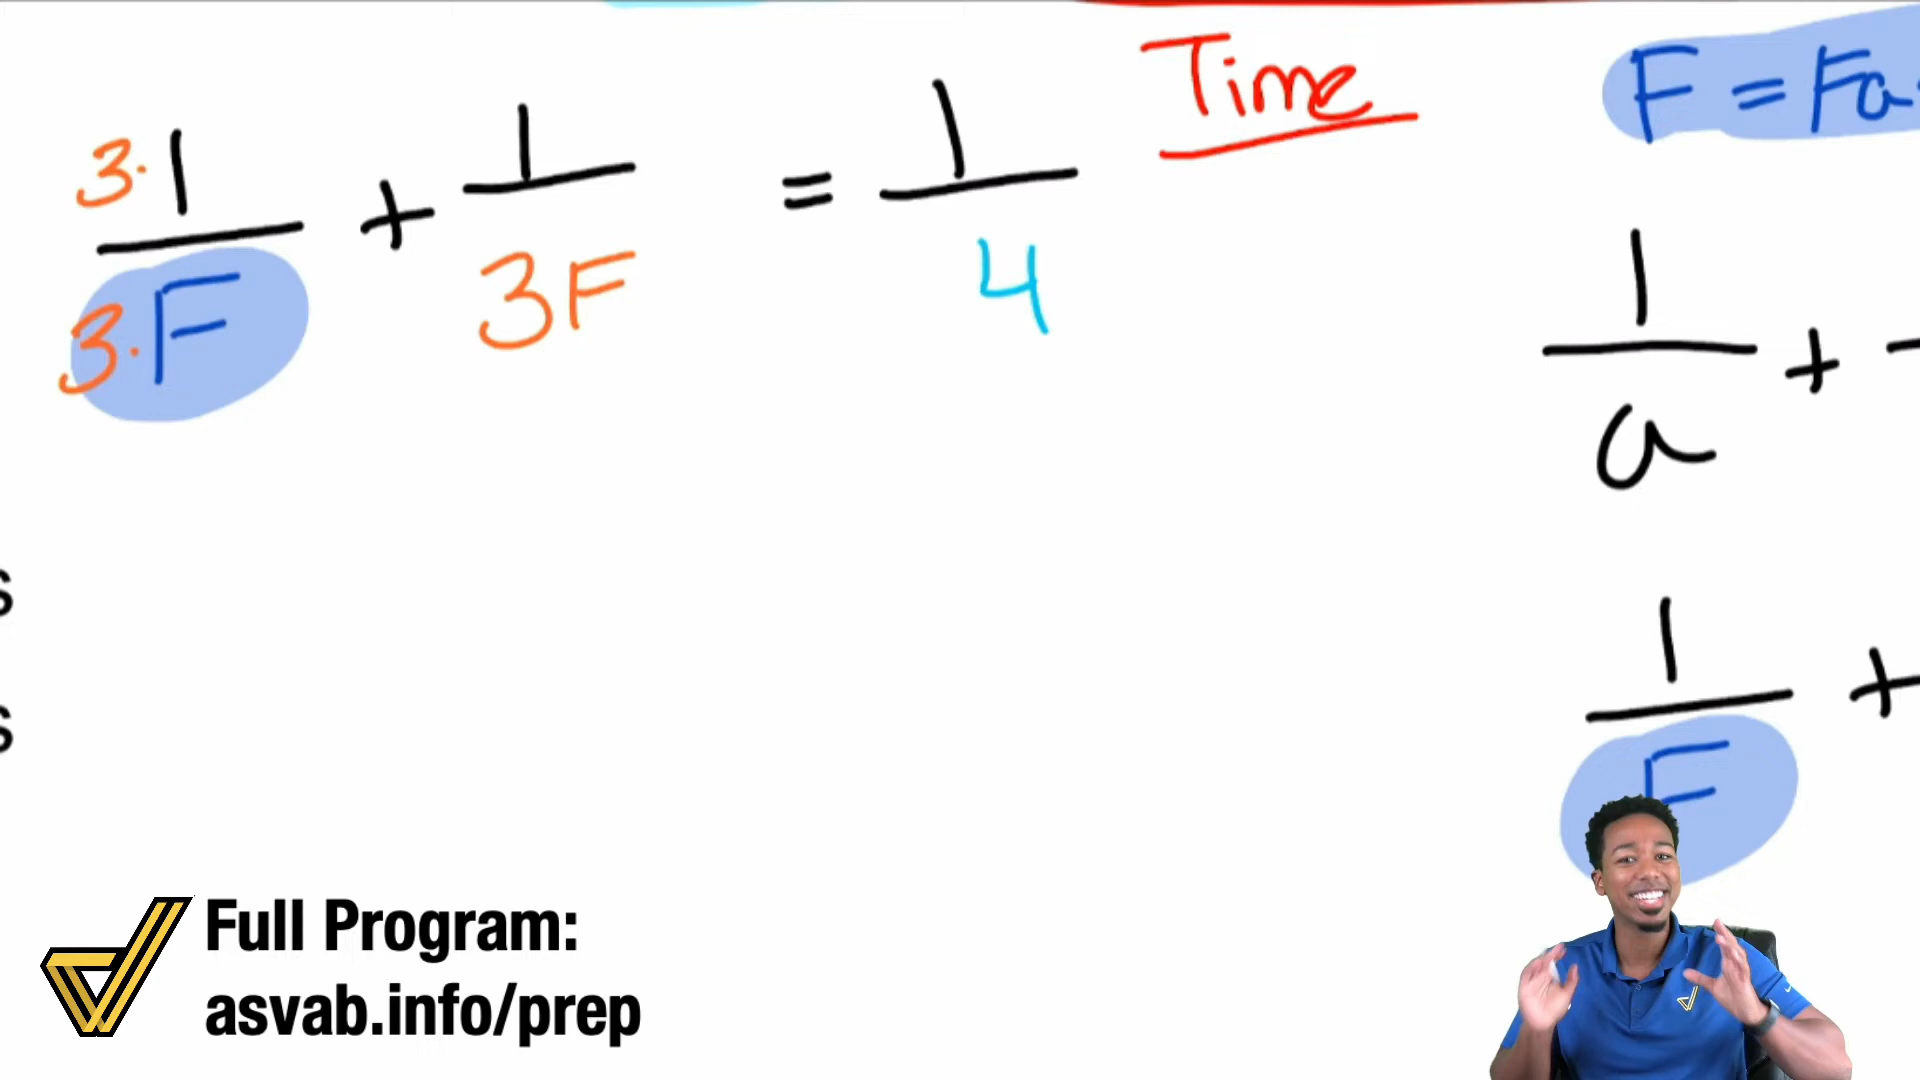 3·1/3·F + 1/3F = 1/4
Time
F = Fa
1/a +
1/F +
s
s
Full Program:
asvab.info/prep